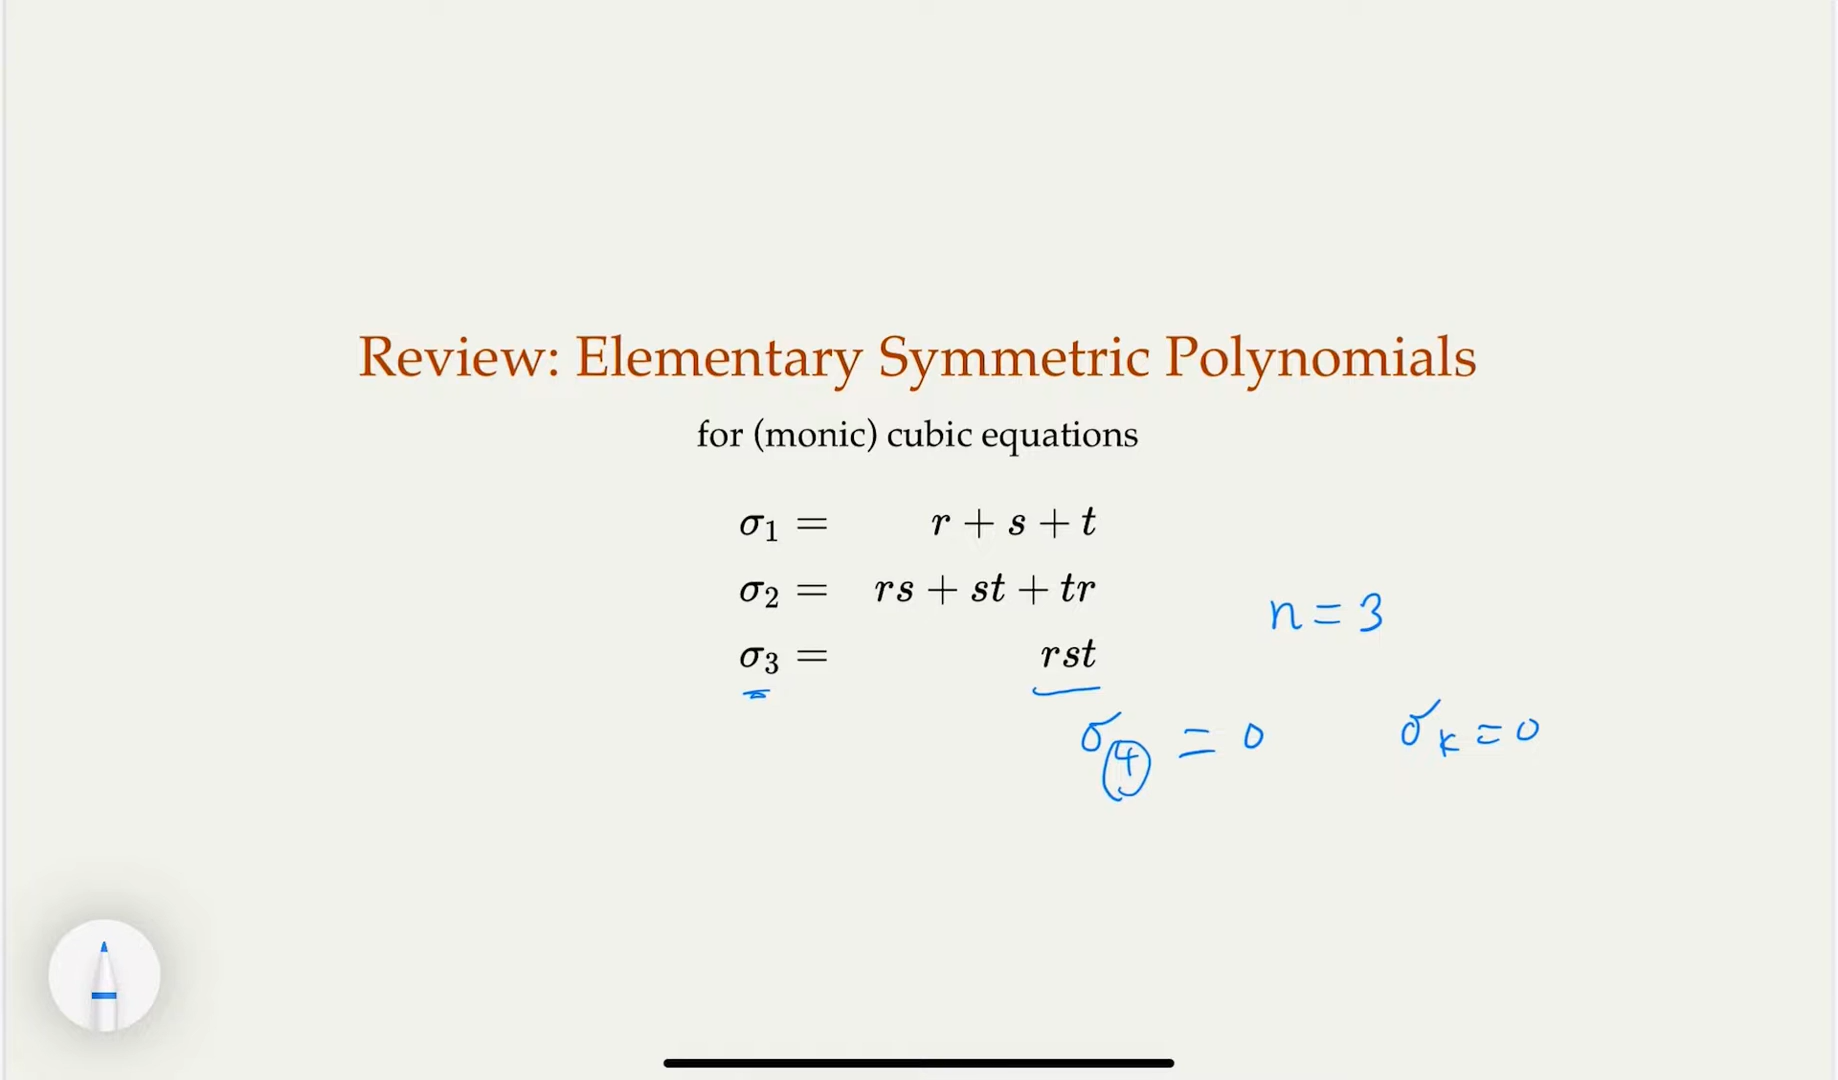 Review: Elementary Symmetric Polynomials
for (monic) cubic equations
σ₁ = r + s + t
σ₂ = rs + st + tr
n = 3
σ₃ = rst
σ₄ = 0 σₖ = 0